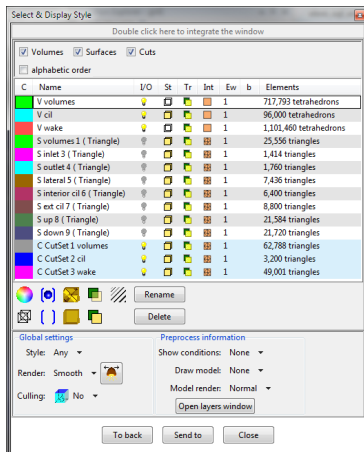 Select & Display Style
Double click here to integrate the window
Volumes Surfaces Cuts
alphabetic order
C Name I/O St Tr Int Ew b Elements
V volumes 1 717,793 tetrahedrons
V cil 1 96,000 tetrahedrons
V wake 1 1,101,460 tetrahedrons
S volumes 1 ( Triangle) 1 25,556 triangles
S inlet 3 ( Triangle) 1 1,414 triangles
S outlet 4 ( Triangle) 1 1,760 triangles
S lateral 5 ( Triangle) 1 7,436 triangles
S interior cil 6 ( Triangle) 1 6,400 triangles
S ext cil 7 ( Triangle) 1 8,800 triangles
S up 8 ( Triangle) 1 21,584 triangles
S down 9 ( Triangle) 1 21,720 triangles
C CutSet 1 volumes 1 62,788 triangles
C CutSet 2 cil 1 3,200 triangles
C CutSet 3 wake 1 49,001 triangles
Rename
Delete
Global settings Preprocess information
Style: Any Show conditions: None
Render: Smooth Draw model: None
Culling: No Model render: Normal
Open layers window
To back Send to Close